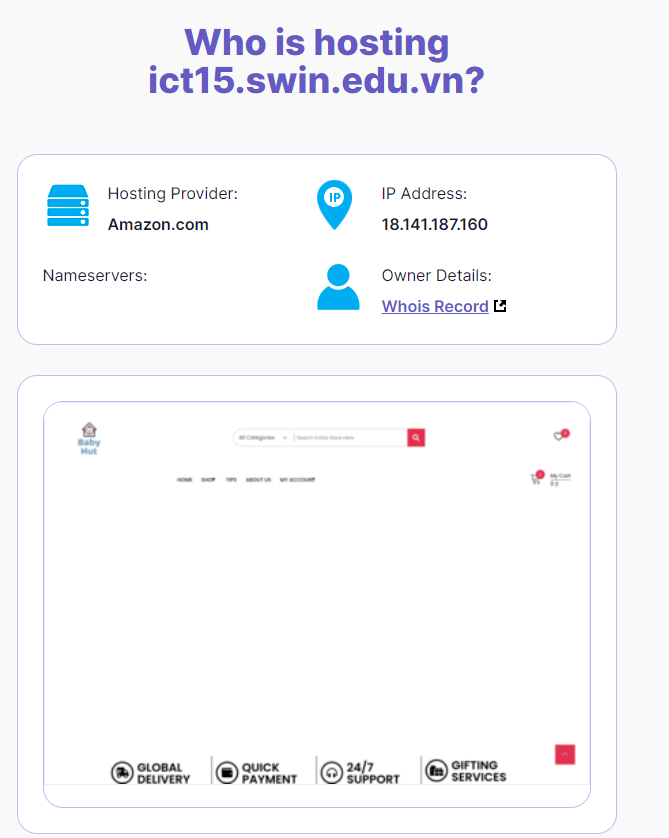 Who is hosting
ict15.swin.edu.vn?
Hosting Provider:
Amazon.com
IP
IP Address:
18.141.187.160
Nameservers:
Owner Details:
Whois Record
Baby
Hut
All Categories
Search Entire Store Here
HOME SHOP TIPS ABOUT US MY ACCOUNT
My Cart
GLOBAL
DELIVERY
QUICK
PAYMENT
24/7
SUPPORT
GIFTING
SERVICES